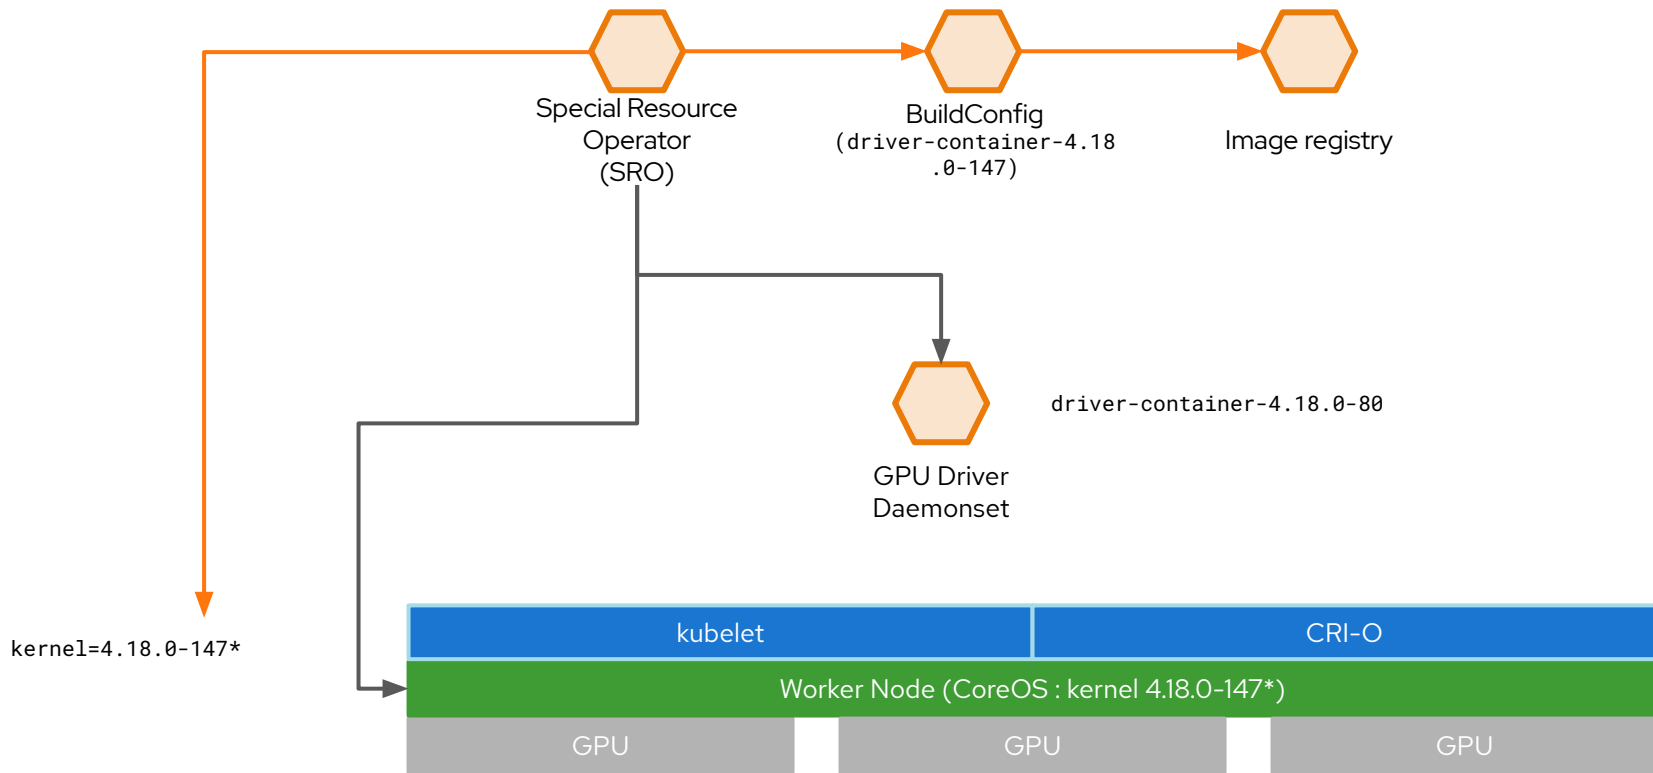 Special Resource
Operator
(SRO)
BuildConfig
(driver-container-4.18
.0-147)
Image registry
driver-container-4.18.0-80
GPU Driver
Daemonset
kernel=4.18.0-147*
kubelet
CRI-O
Worker Node (CoreOS : kernel 4.18.0-147*)
GPU
GPU
GPU